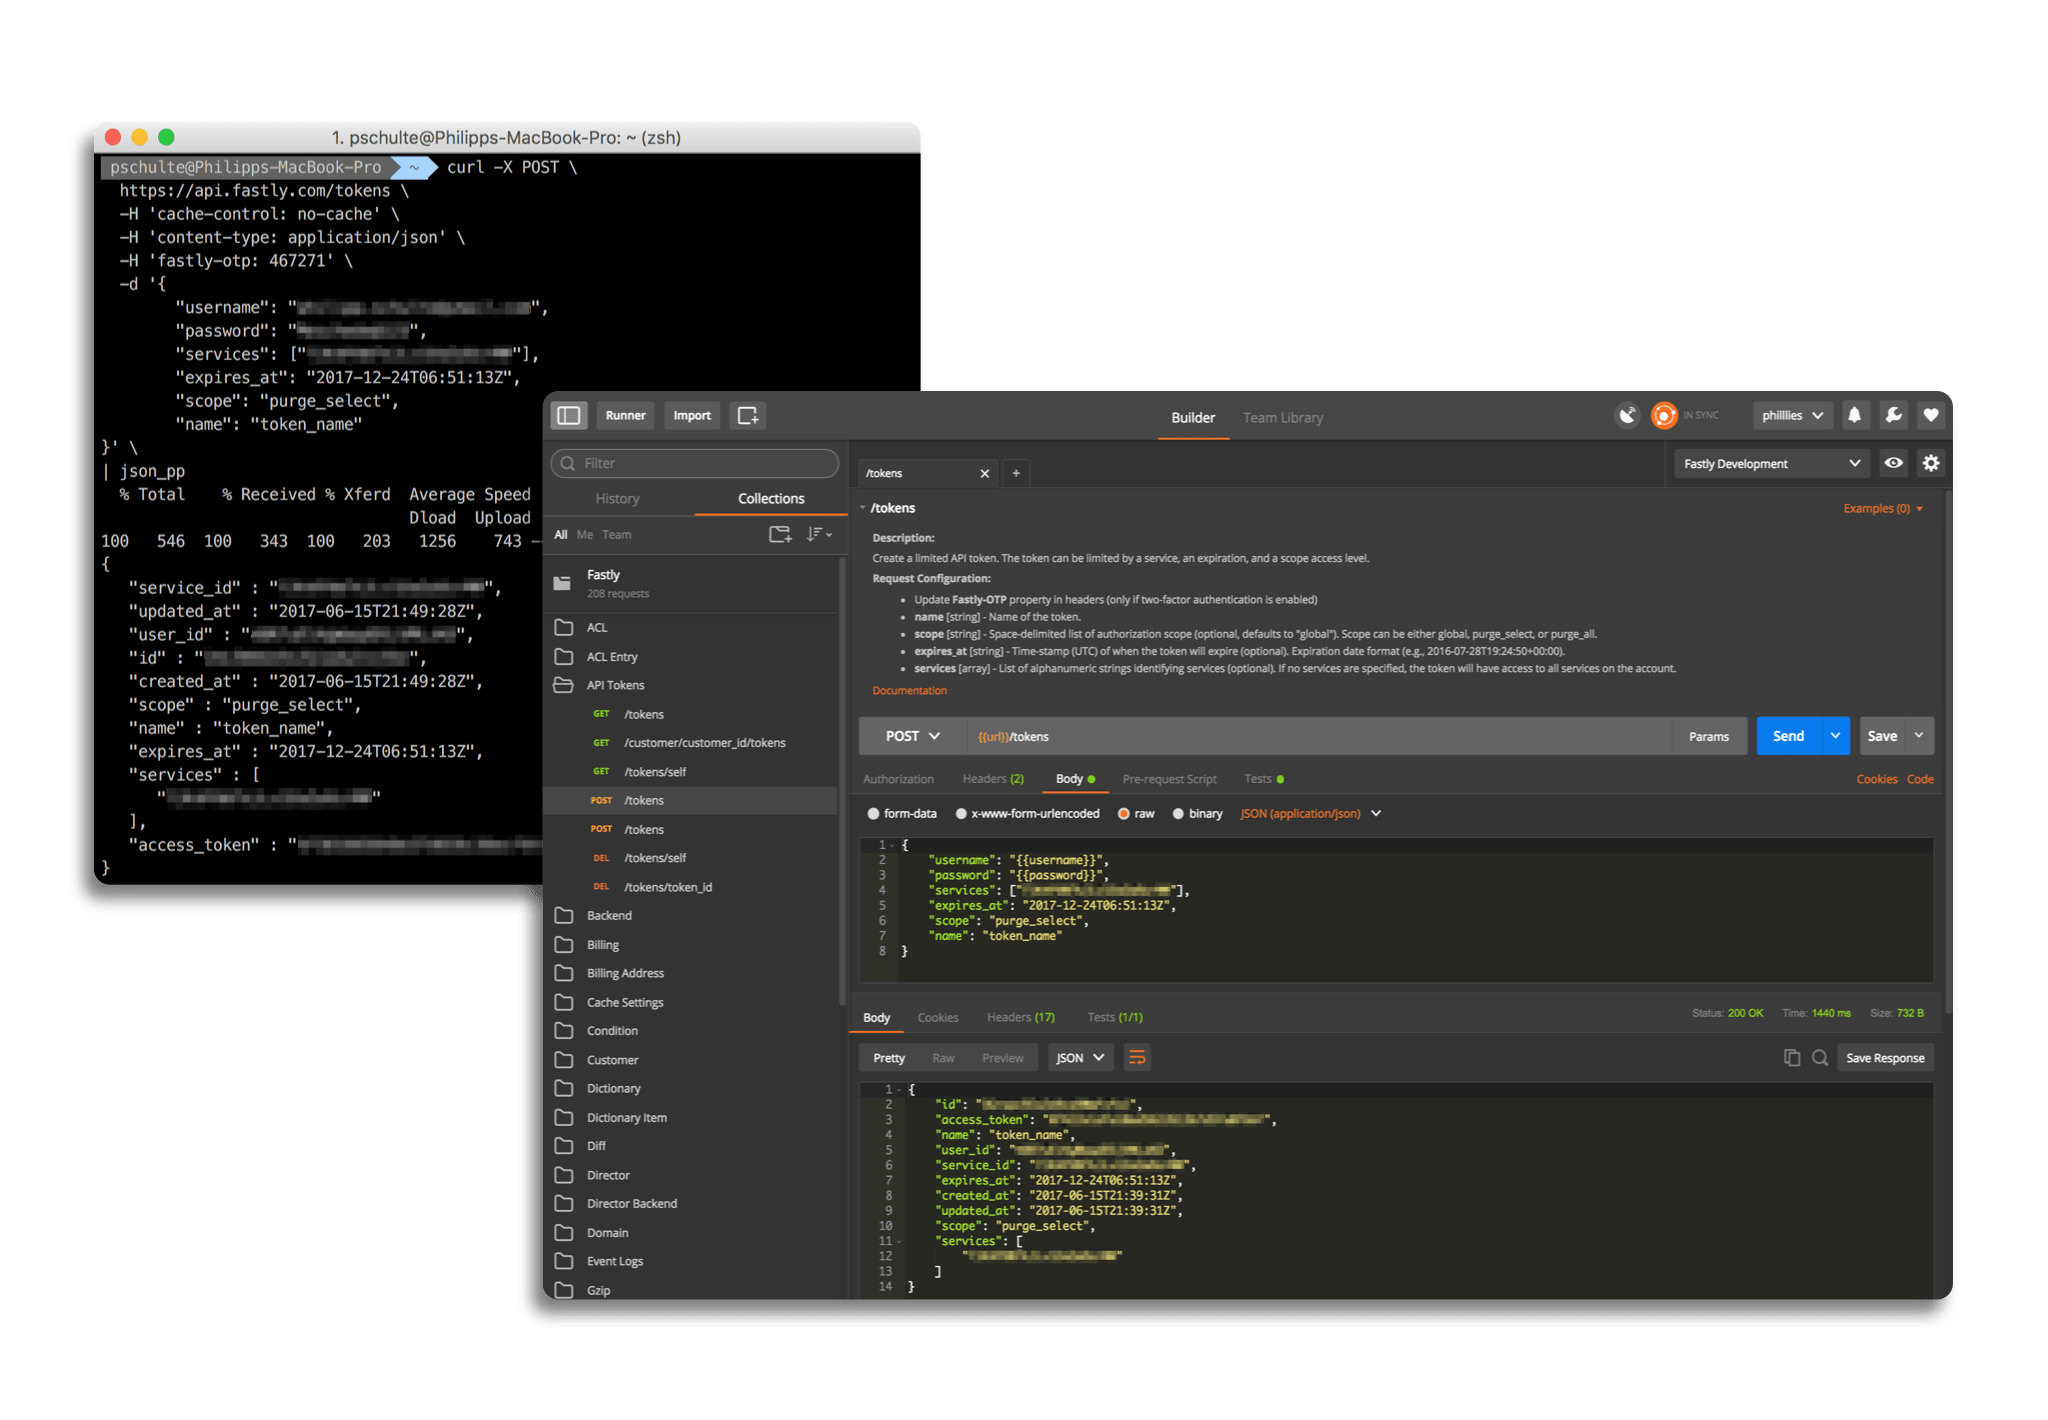 1. pschulte@Philipps-MacBook-Pro: ~ (zsh)
pschulte@Philipps-MacBook-Pro ~ curl -X POST \
https://api.fastly.com/tokens \
-H 'cache-control: no-cache' \
-H 'content-type: application/json' \
-H 'fastly-otp: 467271' \
-d '{
"username": "",
"password": "",
"services": [""],
"expires_at": "2017-12-24T06:51:13Z",
"scope": "purge_select",
"name": "token_name"
}' \
| json_pp
% Total % Received % Xferd Average Speed
Dload Upload
100 546 100 343 100 203 1256 743 --
{
"service_id" : "",
"updated_at" : "2017-06-15T21:49:28Z",
"user_id" : "",
"id" : "",
"created_at" : "2017-06-15T21:49:28Z",
"scope" : "purge_select",
"name" : "token_name",
"expires_at" : "2017-12-24T06:51:13Z",
"services" : [
""
],
"access_token" : "
}
Runner Import Builder Team Library IN SYNC philllies
Filter
History Collections
All Me Team
Fastly
208 requests
ACL
ACL Entry
API Tokens
GET /tokens
GET /customer/customer_id/tokens
GET /tokens/self
POST /tokens
POST /tokens
DEL /tokens/self
DEL /tokens/token_id
Backend
Billing
Billing Address
Cache Settings
Condition
Customer
Dictionary
Dictionary Item
Diff
Director
Director Backend
Domain
Event Logs
Gzip
/tokens × + Fastly Development
/tokens Examples (0)
Description:
Create a limited API token. The token can be limited by a service, an expiration, and a scope access level.
Request Configuration:
• Update Fastly-OTP property in headers (only if two-factor authentication is enabled)
• name [string] - Name of the token.
• scope [string] - Space-delimited list of authorization scope (optional, defaults to "global"). Scope can be either global, purge_select, or purge_all.
• expires_at [string] - Time-stamp (UTC) of when the token will expire (optional). Expiration date format (e.g., 2016-07-28T19:24:50+00:00).
• services [array] - List of alphanumeric strings identifying services (optional). If no services are specified, the token will have access to all services on the account.
Documentation
POST {{url}}/tokens Params Send Save
Authorization Headers (2) Body Pre-request Script Tests Cookies Code
form-data x-www-form-urlencoded raw binary JSON (application/json)
1 {
2 "username": "{{username}}",
3 "password": "{{password}}",
4 "services": [""],
5 "expires_at": "2017-12-24T06:51:13Z",
6 "scope": "purge_select",
7 "name": "token_name"
8 }
Body Cookies Headers (17) Tests (1/1) Status: 200 OK Time: 1440 ms Size: 732 B
Pretty Raw Preview JSON Save Response
1 {
2 "id": "",
3 "access_token": "",
4 "name": "token_name",
5 "user_id": "",
6 "service_id": "",
7 "expires_at": "2017-12-24T06:51:13Z",
8 "created_at": "2017-06-15T21:39:31Z",
9 "updated_at": "2017-06-15T21:39:31Z",
10 "scope": "purge_select",
11 "services": [
12 ""
13 ]
14 }